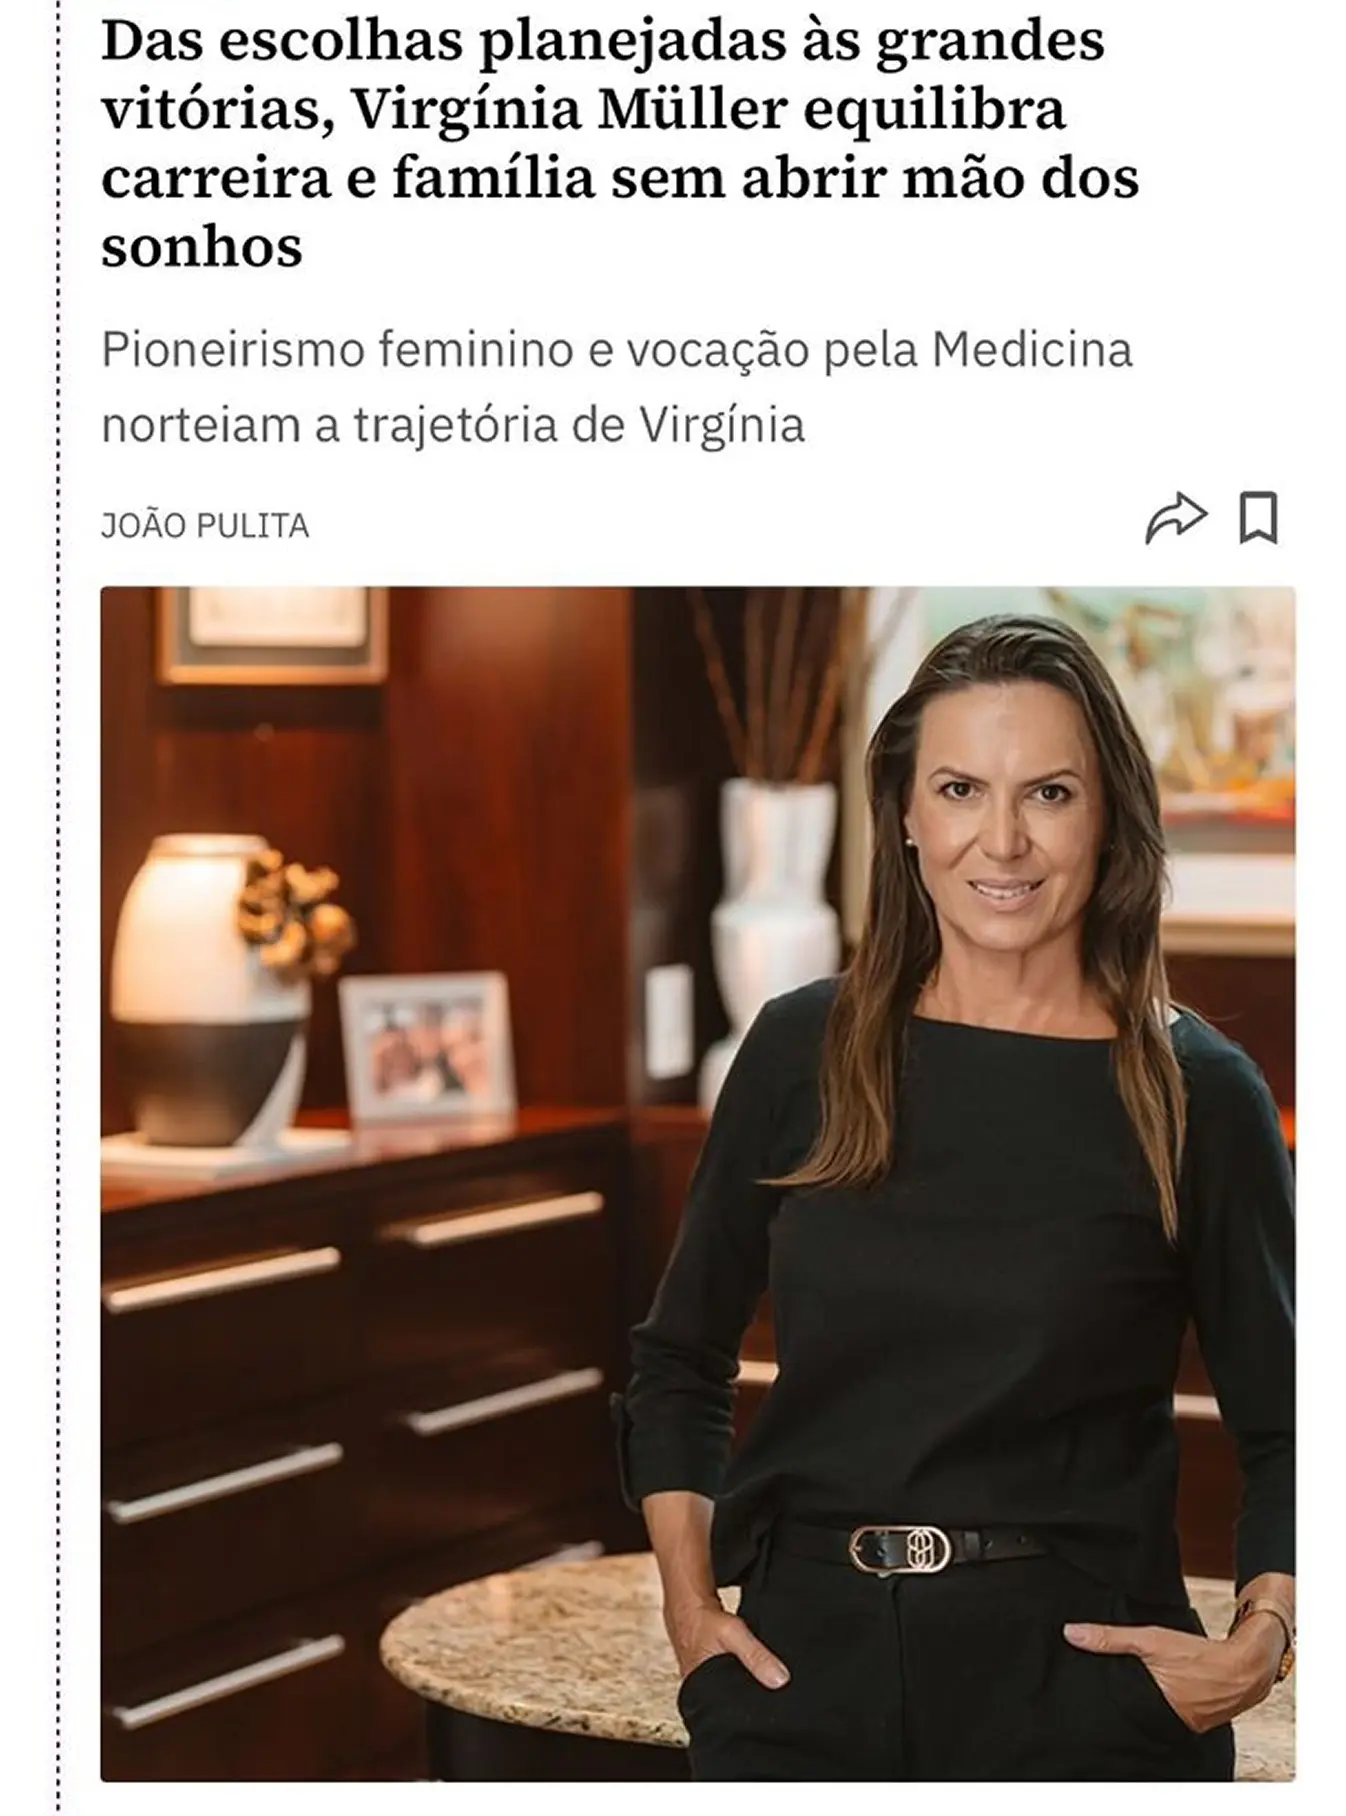 Das escolhas planejadas às grandes
vitórias, Virgínia Müller equilibra
carreira e família sem abrir mão dos
sonhos
Pioneirismo feminino e vocação pela Medicina
norteiam a trajetória de Virgínia
JOÃO PULITA